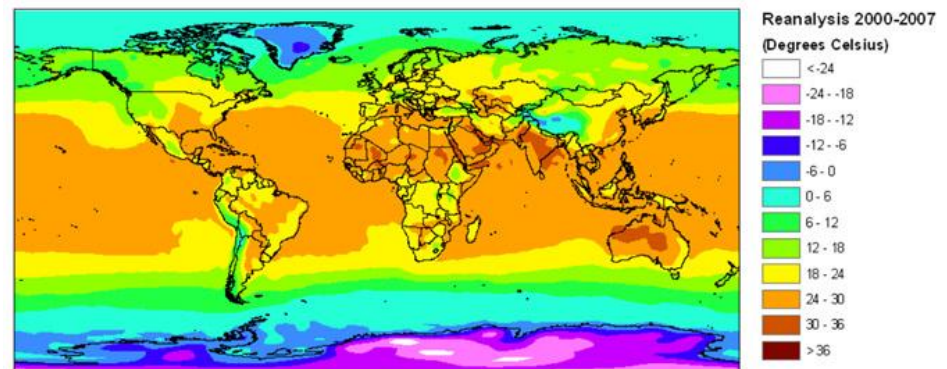 Reanalysis 2000-2007
(Degrees Celsius)
<-24
-24 - -18
-18 - -12
-12 - -6
-6 - 0
0 - 6
6 - 12
12 - 18
18 - 24
24 - 30
30 - 36
>36